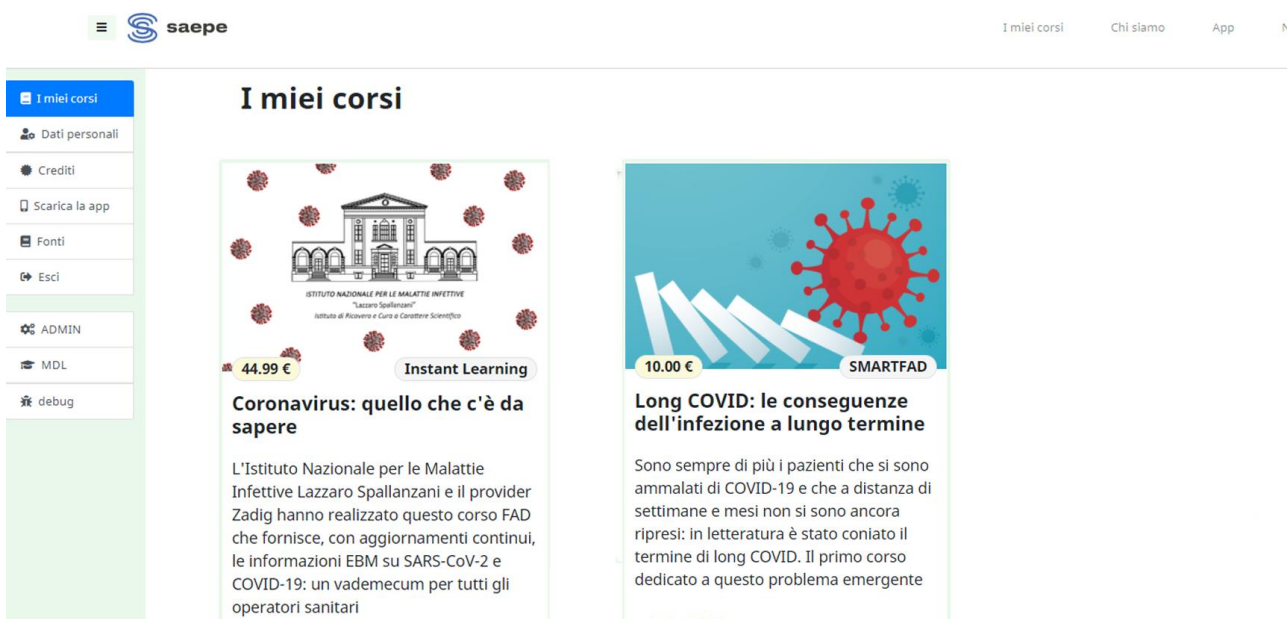 saepe
I miei corsi
Chi siamo
App
I miei corsi
Dati personali
Crediti
Scarica la app
Fonti
Esci
ADMIN
MDL
debug
I miei corsi
ISTITUTO NAZIONALE PER LE MALATTIE INFETTIVE
"Lazzaro Spallanzani"
Istituto di Ricovero e Cura a Carattere Scientifico
44.99 €
Instant Learning
Coronavirus: quello che c'è da
sapere
L'Istituto Nazionale per le Malattie
Infettive Lazzaro Spallanzani e il provider
Zadig hanno realizzato questo corso FAD
che fornisce, con aggiornamenti continui,
le informazioni EBM su SARS-CoV-2 e
COVID-19: un vademecum per tutti gli
operatori sanitari
10.00 €
SMARTFAD
Long COVID: le conseguenze
dell'infezione a lungo termine
Sono sempre di più i pazienti che si sono
ammalati di COVID-19 e che a distanza di
settimane e mesi non si sono ancora
ripresi: in letteratura è stato coniato il
termine di long COVID. Il primo corso
dedicato a questo problema emergente